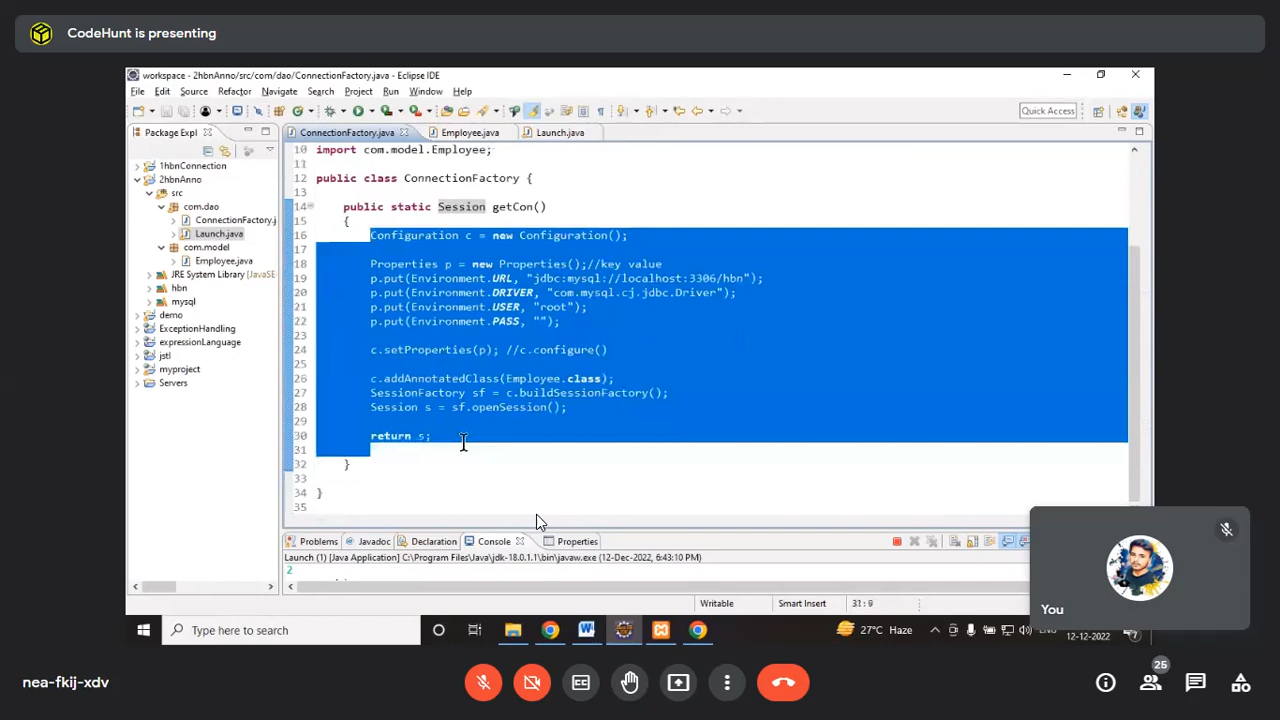 CodeHunt is presenting
workspace - 2hbnAnno/src/com/dao/ConnectionFactory.java - Eclipse IDE
File Edit Source Refactor Navigate Search Project Run Window Help
Quick Access
Package Expl
ConnectionFactory.java Employee.java Launch.java
1hbnConnection
2hbnAnno
src
com.dao
ConnectionFactory.j
Launch.java
com.model
Employee.java
JRE System Library [JavaSE
hbn
mysql
demo
ExceptionHandling
expressionLanguage
jstl
myproject
Servers
10 import com.model.Employee;
11
12 public class ConnectionFactory {
13
14 public static Session getCon()
15 {
16 Configuration c = new Configuration();
17
18 Properties p = new Properties();//key value
19 p.put(Environment.URL, "jdbc:mysql://localhost:3306/hbn");
20 p.put(Environment.DRIVER, "com.mysql.cj.jdbc.Driver");
21 p.put(Environment.USER, "root");
22 p.put(Environment.PASS, "");
23
24 c.setProperties(p); //c.configure()
25
26 c.addAnnotatedClass(Employee.class);
27 SessionFactory sf = c.buildSessionFactory();
28 Session s = sf.openSession();
29
30 return s;
31
32 }
33
34 }
35
Problems Javadoc Declaration Console Properties
Launch (1) [Java Application] C:\Program Files\Java\jdk-18.0.1.1\bin\javaw.exe (12-Dec-2022, 6:43:10 PM)
2
Writable Smart Insert 31 : 9
Type here to search
27°C Haze
12-12-2022
7
You
nea-fkij-xdv
CC
25